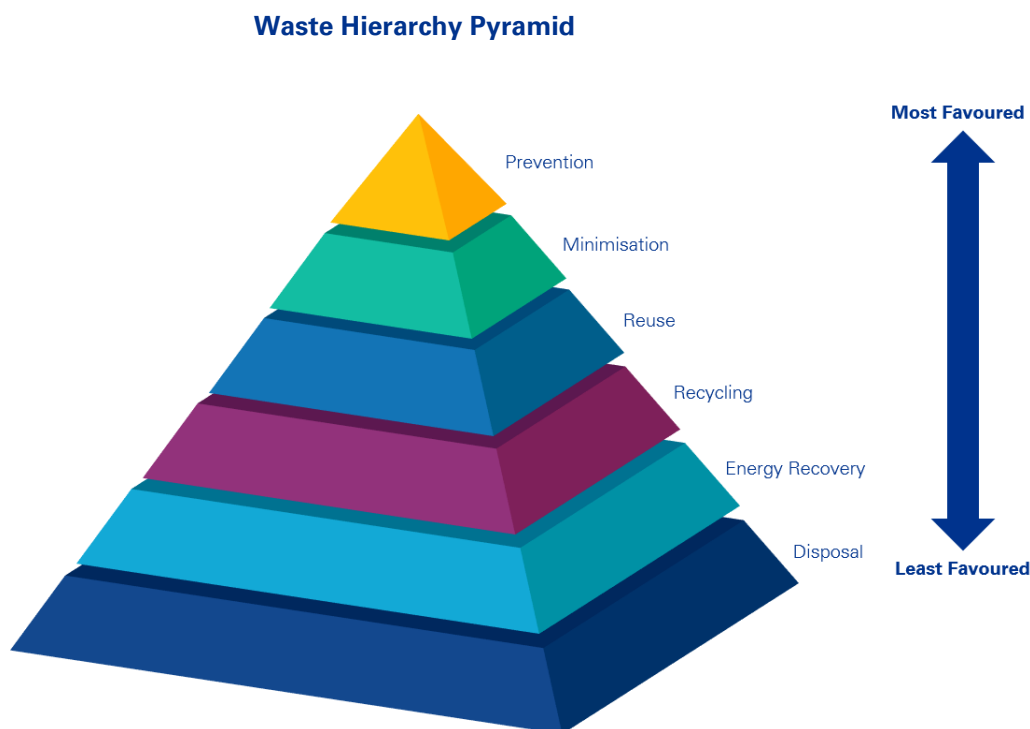 Waste Hierarchy Pyramid
Most Favoured
Prevention
Minimisation
Reuse
Recycling
Energy Recovery
Disposal
Least Favoured